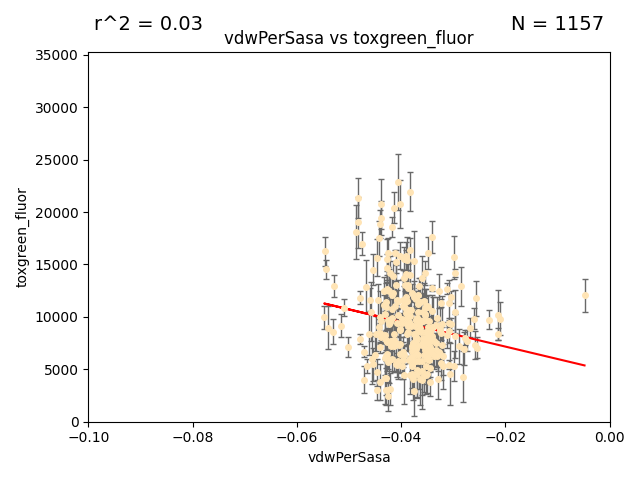 r^2 = 0.03
N = 1157
vdwPerSasa vs toxgreen_fluor
35000
30000
25000
20000
15000
10000
5000
0
toxgreen_fluor
−0.10
−0.08
−0.06
−0.04
−0.02
0.00
vdwPerSasa